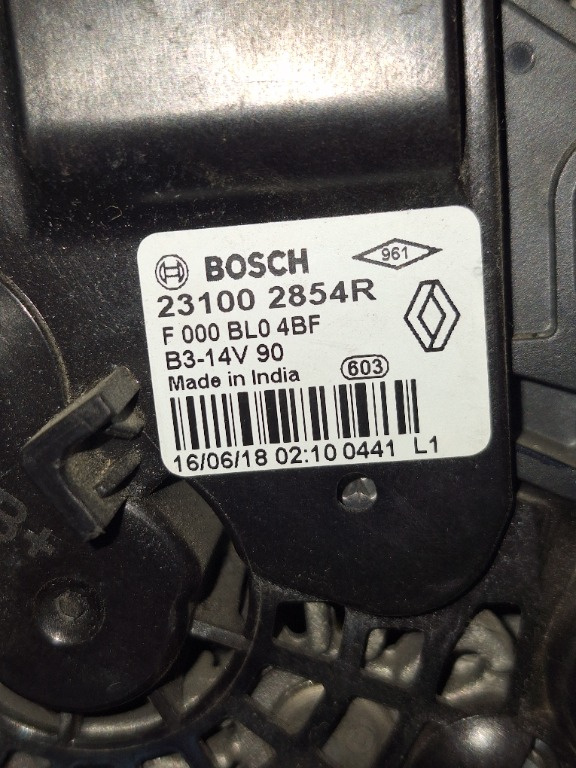 BOSCH 961
23100 2854R
F 000 BL0 4BF
B3-14V 90
Made in India 603
16/06/18 02:10 0441 L1
B+